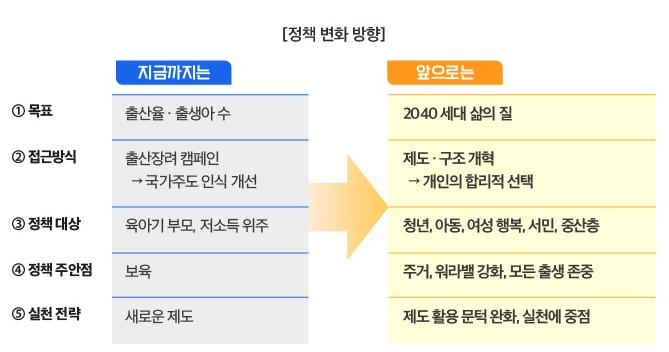 [정책 변화 방향]
지금까지는
앞으로는
① 목표
출산율 · 출생아 수
2040 세대 삶의 질
② 접근방식
출산장려 캠페인
→ 국가주도 인식 개선
제도 · 구조 개혁
→ 개인의 합리적 선택
③ 정책 대상
육아기 부모, 저소득 위주
청년, 아동, 여성 행복, 서민, 중산층
④ 정책 주안점
보육
주거, 워라밸 강화, 모든 출생 존중
⑤ 실천 전략
새로운 제도
제도 활용 문턱 완화, 실천에 중점